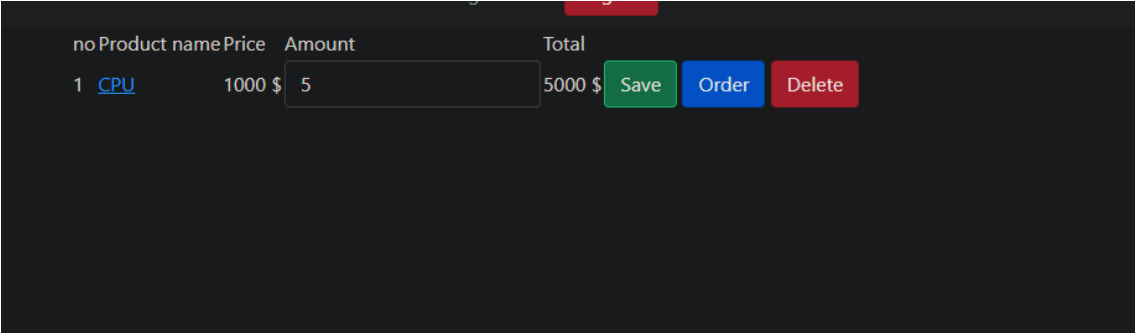 no Product name Price Amount Total
1 CPU 1000 $ 5 5000 $ Save Order Delete